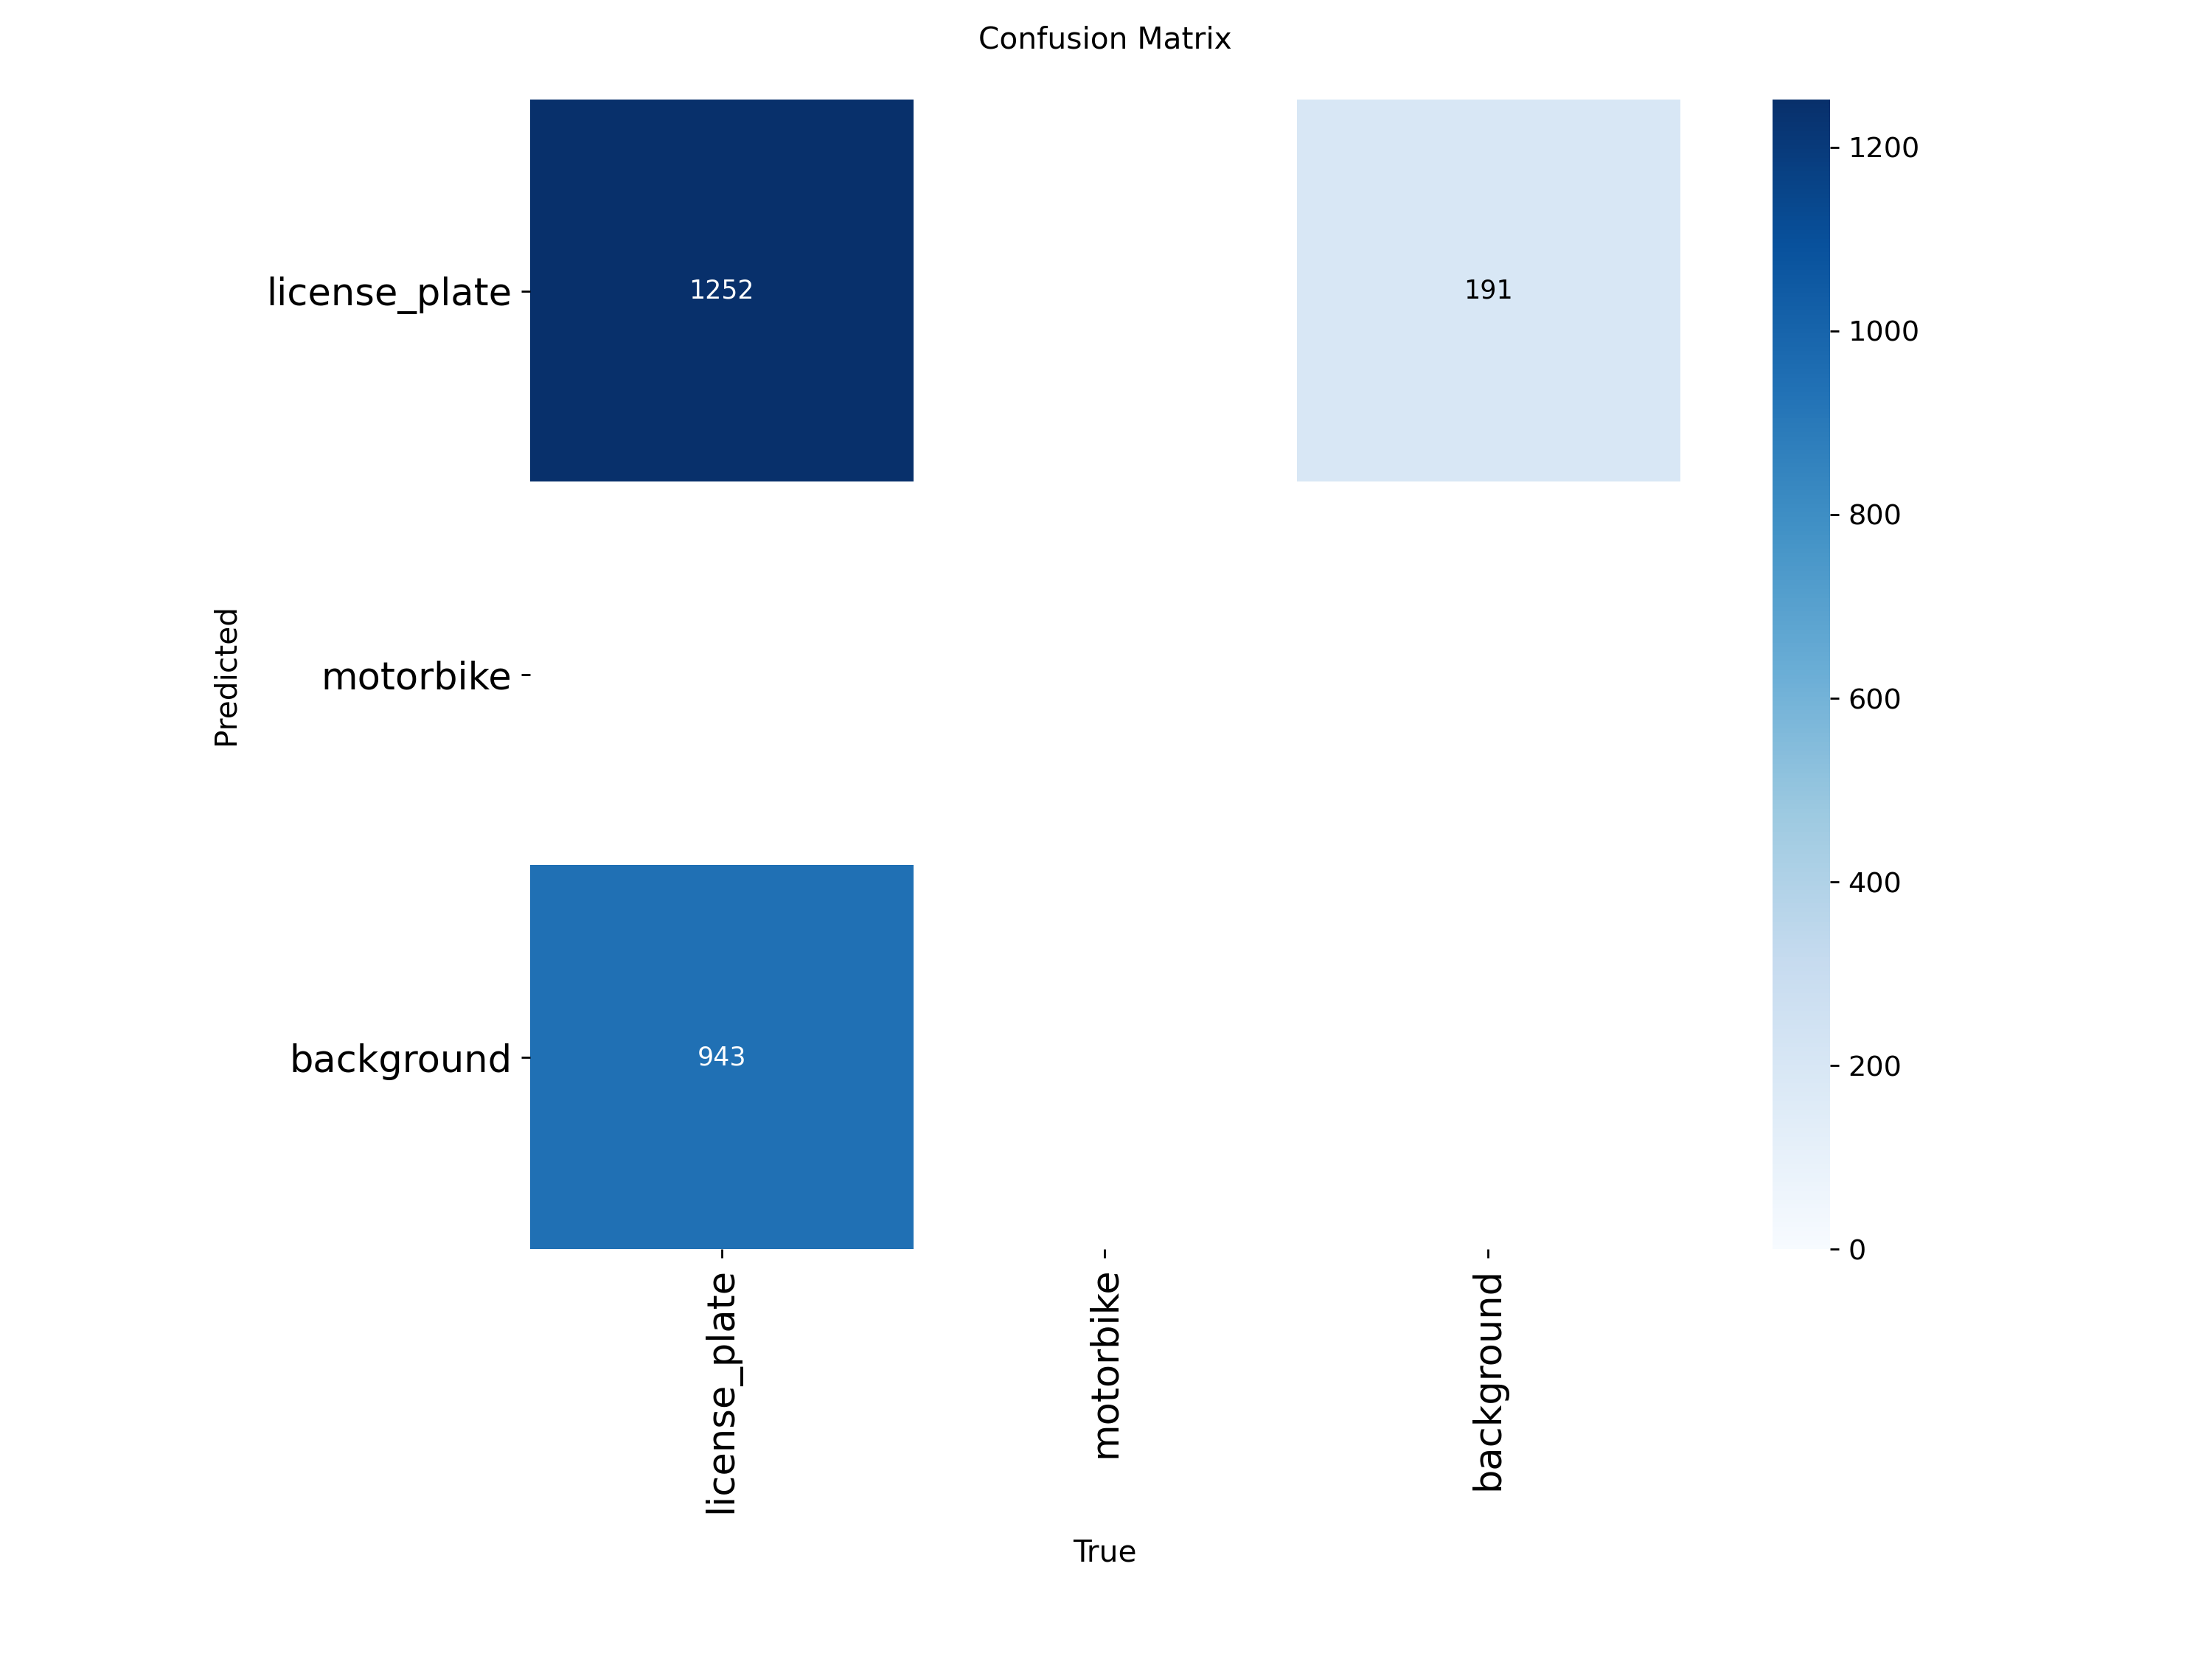 Confusion Matrix
license_plate
motorbike
background
Predicted
1252
191
943
license_plate
motorbike
background
True
1200
1000
800
600
400
200
0